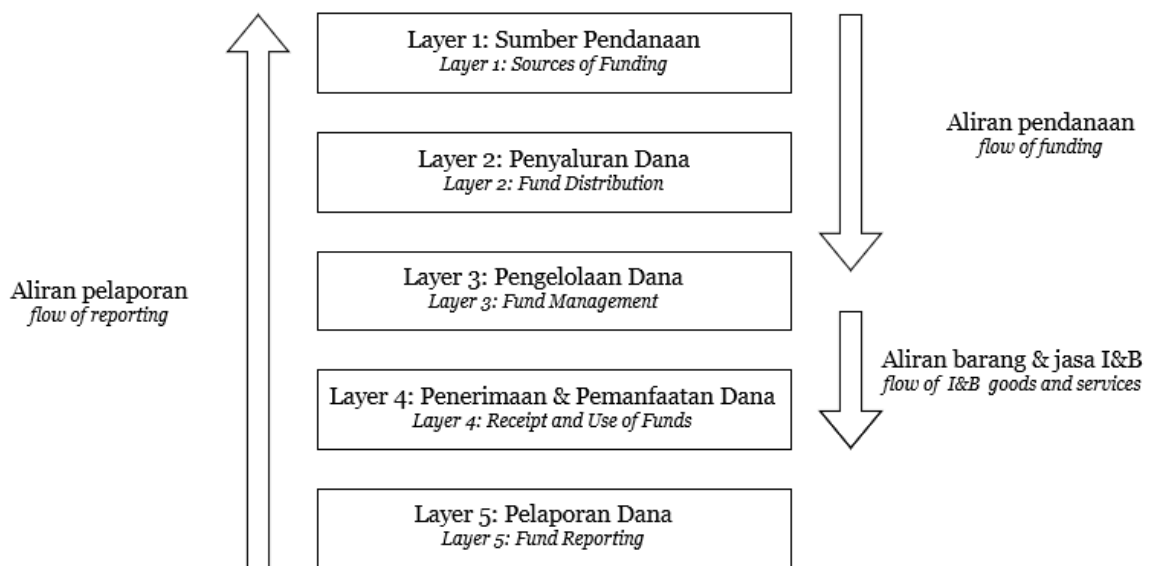 Layer 1: Sumber Pendanaan
Layer 1: Sources of Funding
Aliran pendanaan
flow of funding
Layer 2: Penyaluran Dana
Layer 2: Fund Distribution
Layer 3: Pengelolaan Dana
Layer 3: Fund Management
Aliran pelaporan
flow of reporting
Aliran barang & jasa I&B
flow of I&B goods and services
Layer 4: Penerimaan & Pemanfaatan Dana
Layer 4: Receipt and Use of Funds
Layer 5: Pelaporan Dana
Layer 5: Fund Reporting